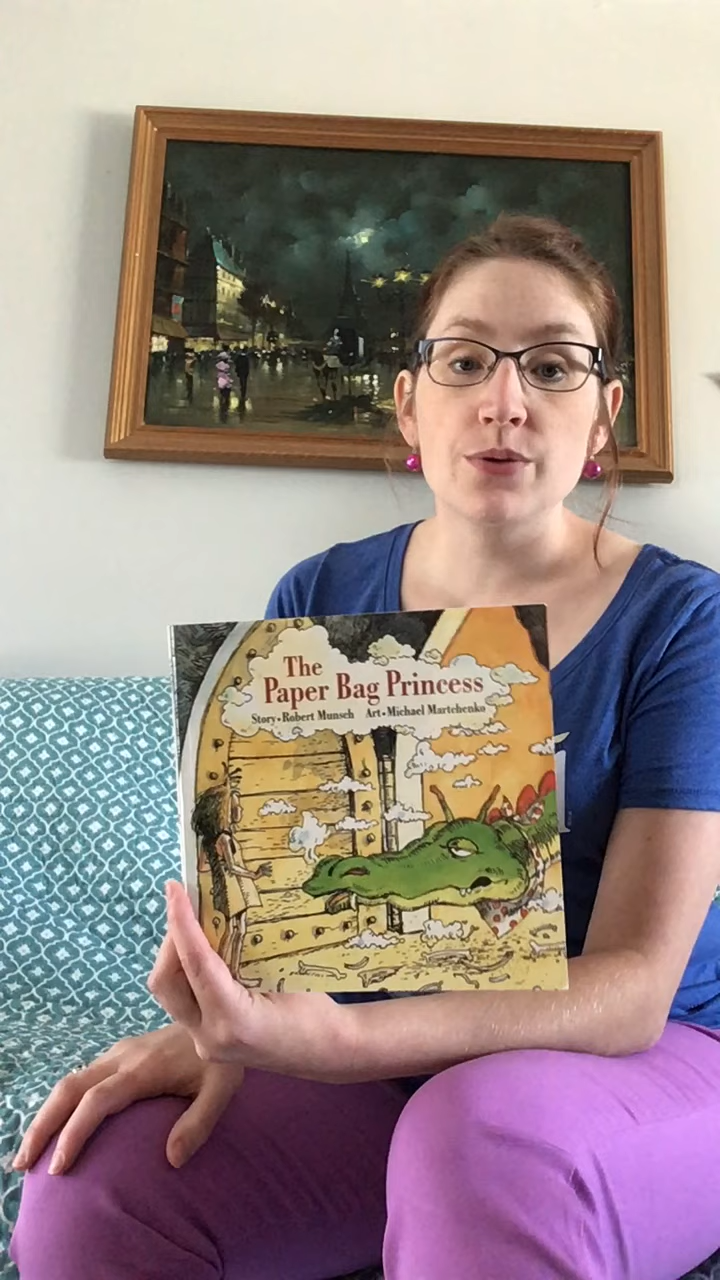 The
Paper Bag Princess
Story • Robert Munsch Art • Michael Martchenko